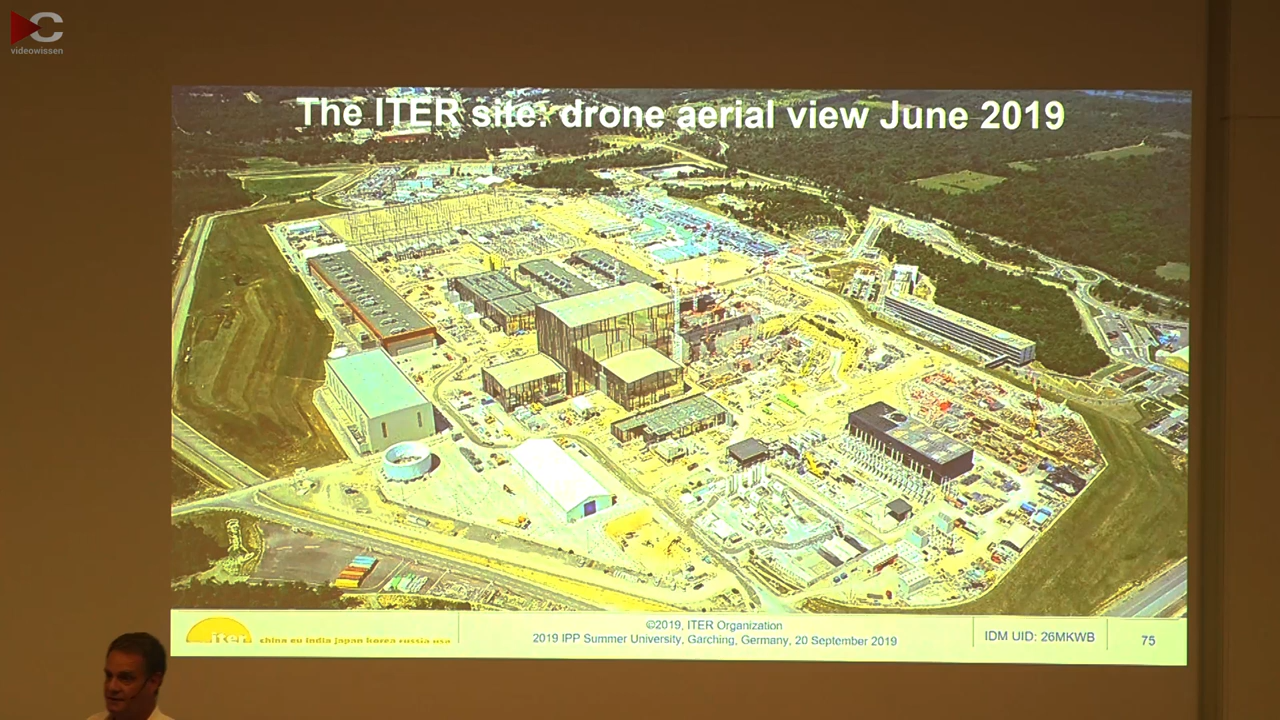 videowissen
The ITER site: drone aerial view June 2019
iter
china eu india japan korea russia usa
©2019, ITER Organization
2019 IPP Summer University, Garching, Germany, 20 September 2019
IDM UID: 26MKWB
75